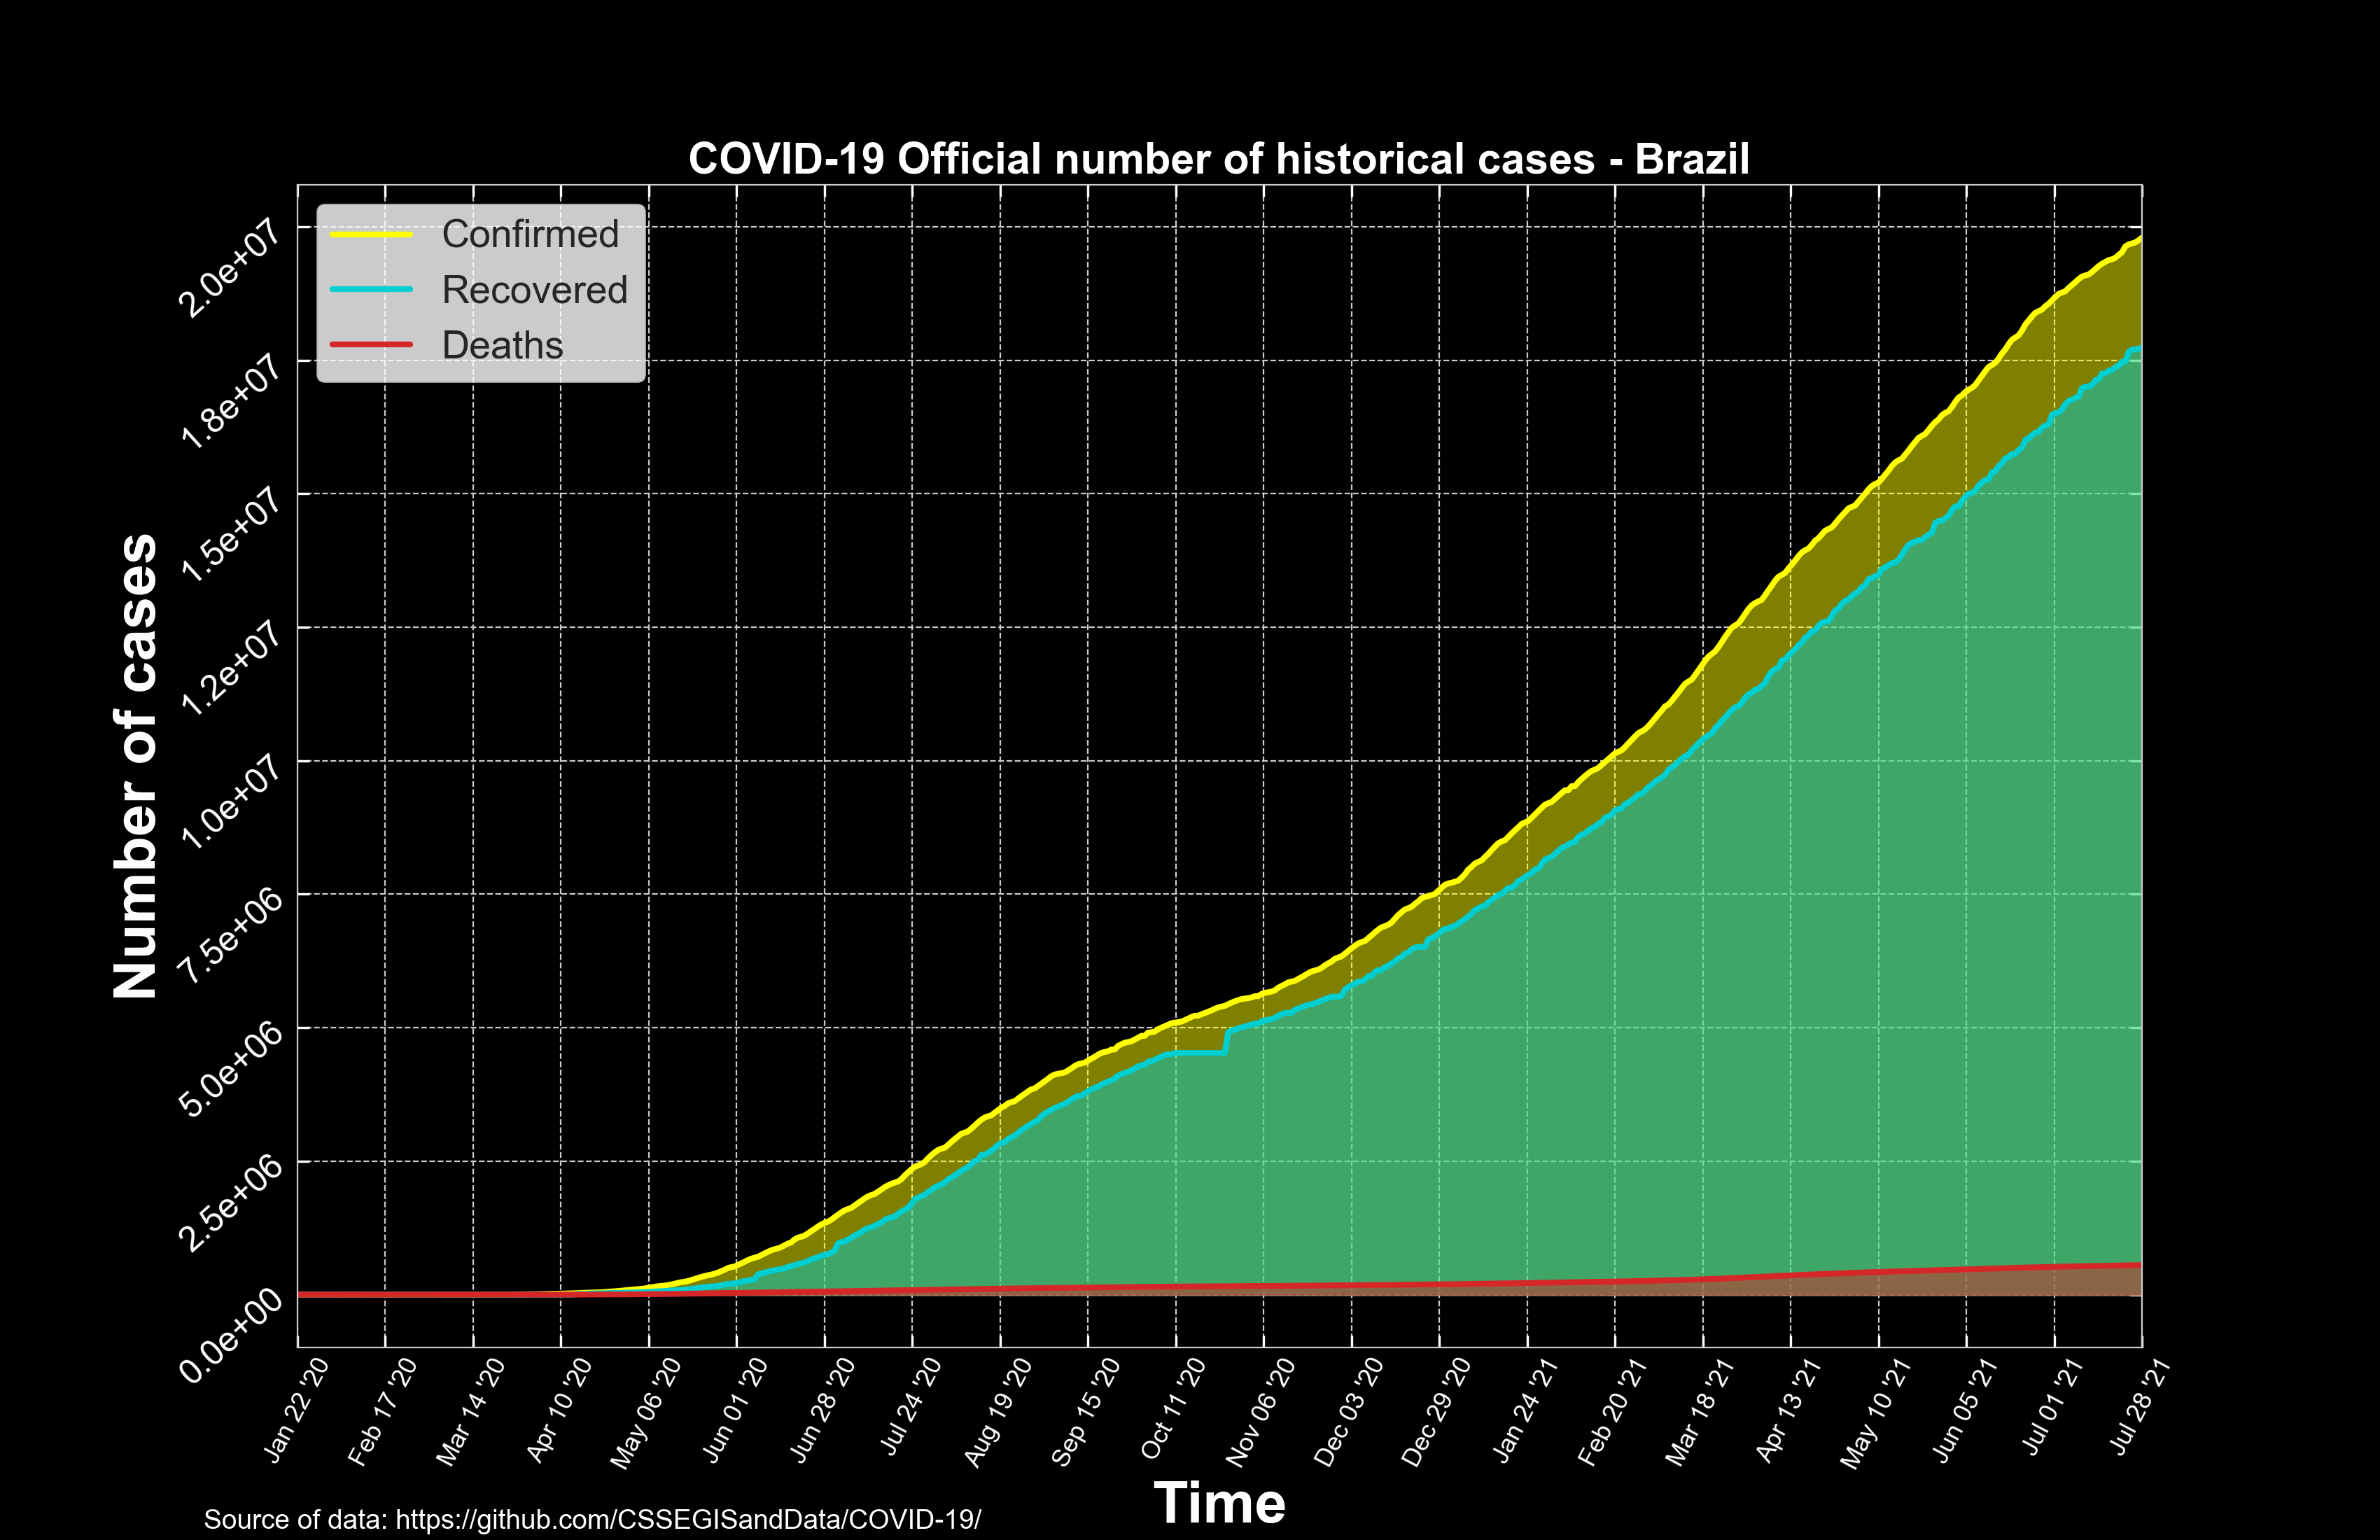 COVID-19 Official number of historical cases - Brazil
Confirmed
Recovered
Deaths
Number of cases
2.0e+07
1.8e+07
1.5e+07
1.2e+07
1.0e+07
7.5e+06
5.0e+06
2.5e+06
0.0e+00
Jan 22 '20
Feb 17 '20
Mar 14 '20
Apr 10 '20
May 06 '20
Jun 01 '20
Jun 28 '20
Jul 24 '20
Aug 19 '20
Sep 15 '20
Oct 11 '20
Nov 06 '20
Dec 03 '20
Dec 29 '20
Jan 24 '21
Feb 20 '21
Mar 18 '21
Apr 13 '21
May 10 '21
Jun 05 '21
Jul 01 '21
Jul 28 '21
Time
Source of data: https://github.com/CSSEGISandData/COVID-19/